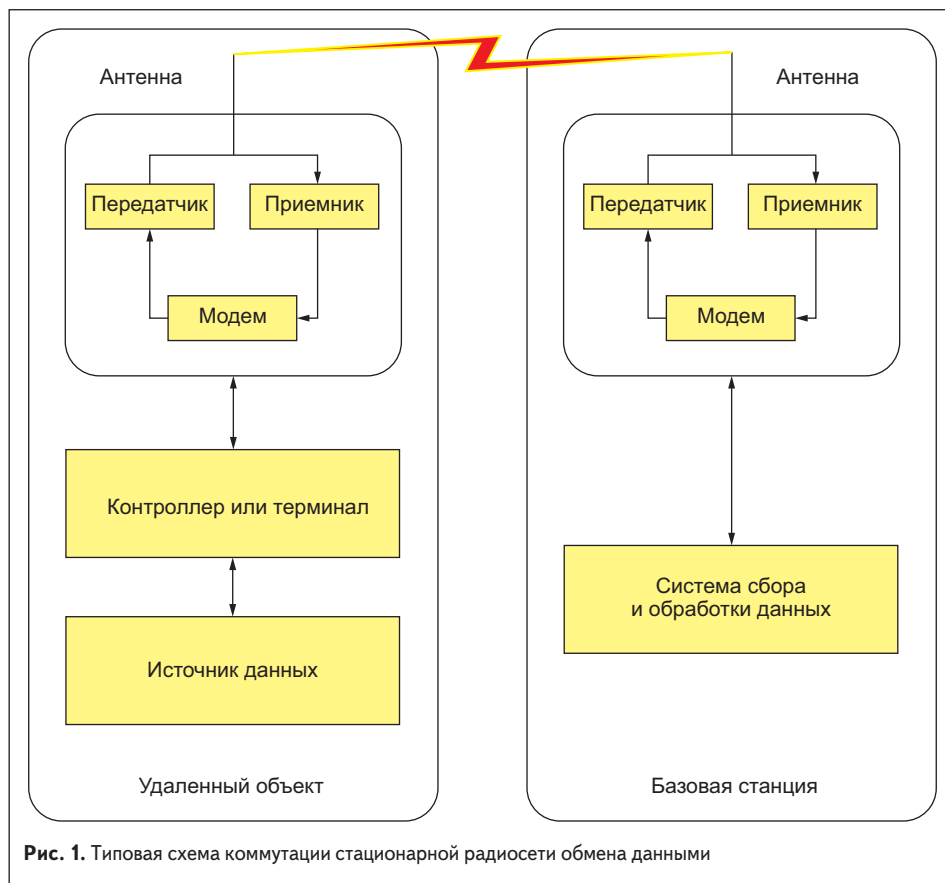 Антенна
Передатчик
Приемник
Модем
Контроллер или терминал
Источник данных
Удаленный объект
Антенна
Передатчик
Приемник
Модем
Система сбора
и обработки данных
Базовая станция
Рис. 1. Типовая схема коммутации стационарной радиосети обмена данными